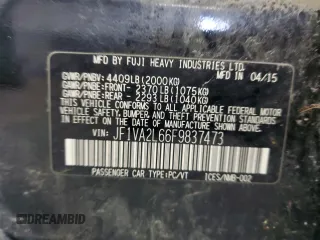 MFD. BY FUJI HEAVY INDUSTRIES LTD.
04/15
GVWR/PNBV: 4409LB(2000KG)
GAWR/PNBE:FRONT- 2370LB(1075KG)
GAWR/PNBE:REAR - 2293LB(1040KG)
THIS VEHICLE CONFORMS TO ALL APPLICABLE FEDERAL MOTOR VEHICLE
SAFETY, BUMPER, AND THEFT PREVENTION STANDARDS IN EFFECT
ON THE DATE OF MANUFACTURE SHOWN ABOVE.
VIN: JF1VA2L66F9837473
PASSENGER CAR TYPE:PC/VT
ICES/NMB-002
©DREAMBID
DREAMBID